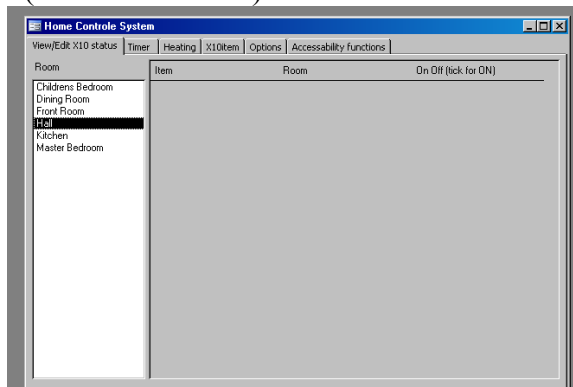 Home Controle System
View/Edit X10 status Timer Heating X10item Options Accessability functions
Room Item Room On Off (tick for ON)
Childrens Bedroom
Dining Room
Front Room
Hall
Kitchen
Master Bedroom